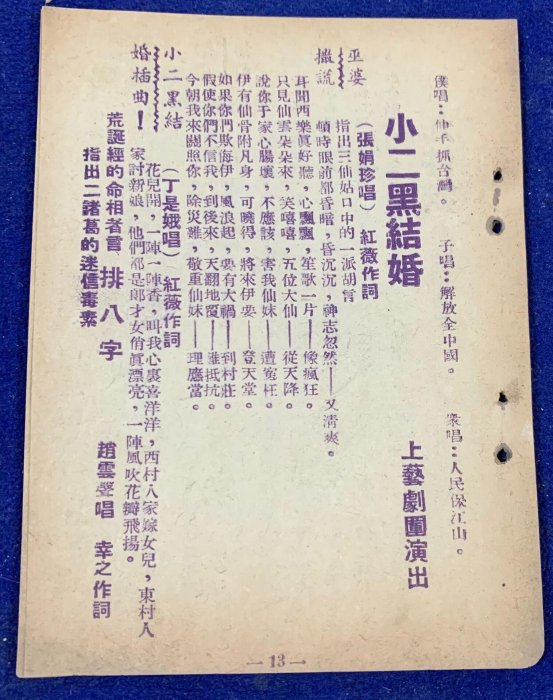 僕唱：伸手抓台灣。　子唱：解放全中國。　衆唱：人民保江山。
小二黑結婚　上藝劇團演出
(張娟珍唱)　紅薇作詞
巫婆撒謊
指出三仙姑口中的一派胡言
頓時眼前都昏暗，昏沉沉，神志忽然——又清爽。
耳聞西樂眞好聽，心飄飄，笙歌一片——像瘋狂。
只見仙雲朵朵來，笑嘻嘻，五位大仙——從天降。
說你于家心腸壞，不應該，害我仙妹——遭寃枉。
伊有仙骨附凡身，可曉得，將來伊要——登天堂。
如果你們欺侮伊，風浪起，要有大禍——到村莊。
假使你們不信我，到後來，天翻地覆——誰抵抗。
今朝我來關照你，除災難，敬重仙妹——理應當。
小二黑結婚插曲！
(丁是娥唱)　紅薇作詞
花兒開，一陣一陣香，叫我心裏喜洋洋，西村人家嫁女兒，東村人
家討新娘，他們都是郎才女俏眞漂亮，一陣風吹花瓣飛揚。
荒誕經的命相者言
指出二諸葛的迷信毒素
排八字　趙雲聲唱　幸之作詞
—13—